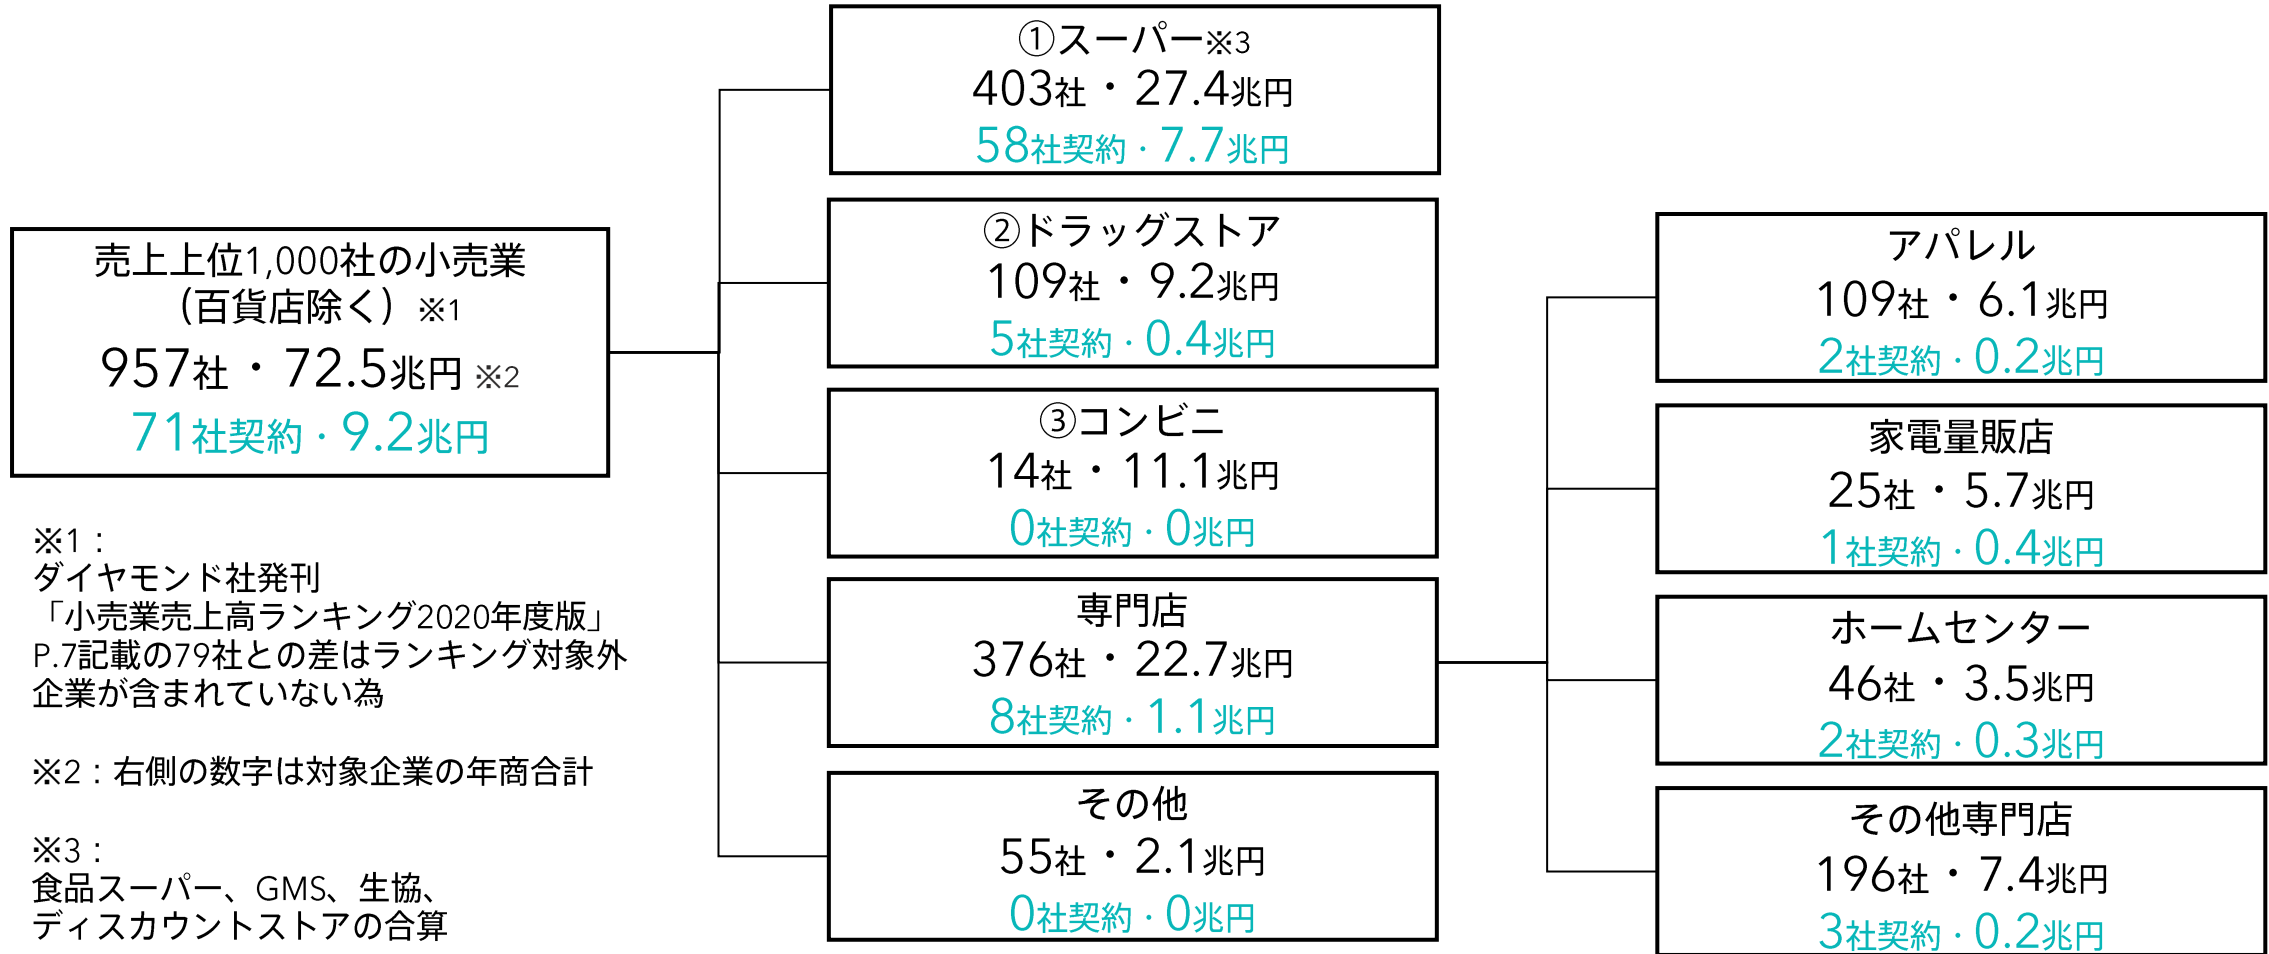 売上上位1,000社の小売業
（百貨店除く）※1
957社・72.5兆円 ※2
71社契約・9.2兆円
※1：
ダイヤモンド社発刊
「小売業売上高ランキング2020年度版」
P.7記載の79社との差はランキング対象外
企業が含まれていない為
※2：右側の数字は対象企業の年商合計
※3：
食品スーパー、GMS、生協、
ディスカウントストアの合算
①スーパー※3
403社・27.4兆円
58社契約・7.7兆円
②ドラッグストア
109社・9.2兆円
5社契約・0.4兆円
③コンビニ
14社・11.1兆円
0社契約・0兆円
専門店
376社・22.7兆円
8社契約・1.1兆円
その他
55社・2.1兆円
0社契約・0兆円
アパレル
109社・6.1兆円
2社契約・0.2兆円
家電量販店
25社・5.7兆円
1社契約・0.4兆円
ホームセンター
46社・3.5兆円
2社契約・0.3兆円
その他専門店
196社・7.4兆円
3社契約・0.2兆円